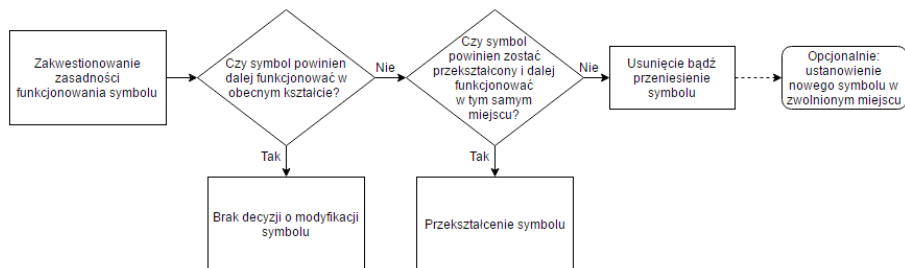 Zakwestionowanie
zasadności
funkcjonowania symbolu
Czy symbol powinien
dalej funkcjonować w
obecnym kształcie?
Nie
Czy symbol
powinien zostać
przekształcony i dalej
funkcjonować
w tym samym
miejscu?
Nie
Usunięcie bądź
przeniesienie
symbolu
Opcjonalnie:
ustanowienie
nowego symbolu w
zwolnionym miejscu
Tak
Tak
Brak decyzji o modyfikacji
symbolu
Przekształcenie symbolu